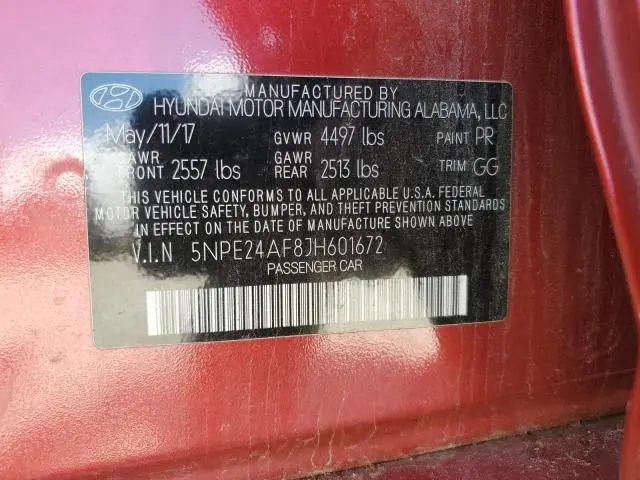 MANUFACTURED BY
HYUNDAI MOTOR MANUFACTURING ALABAMA, LLC
May/11/17 GVWR 4497 lbs PAINT PR
GAWR FRONT 2557 lbs GAWR REAR 2513 lbs TRIM GG
THIS VEHICLE CONFORMS TO ALL APPLICABLE U.S.A. FEDERAL
MOTOR VEHICLE SAFETY, BUMPER, AND THEFT PREVENTION STANDARDS
IN EFFECT ON THE DATE OF MANUFACTURE SHOWN ABOVE.
V.I.N 5NPE24AF8JH601672
PASSENGER CAR